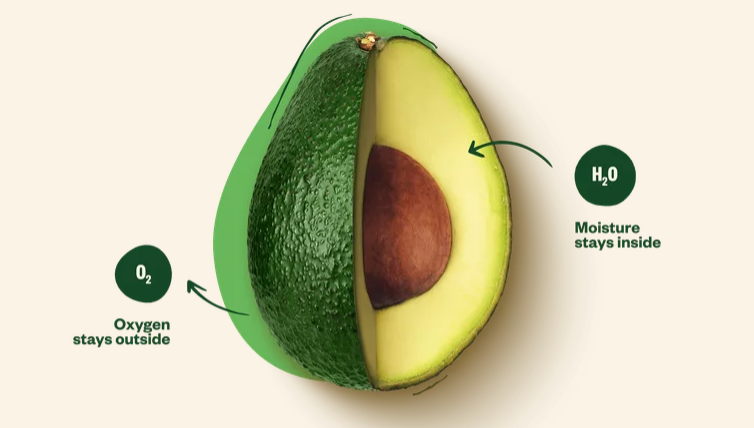 H₂O
Moisture
stays inside
O₂
Oxygen
stays outside